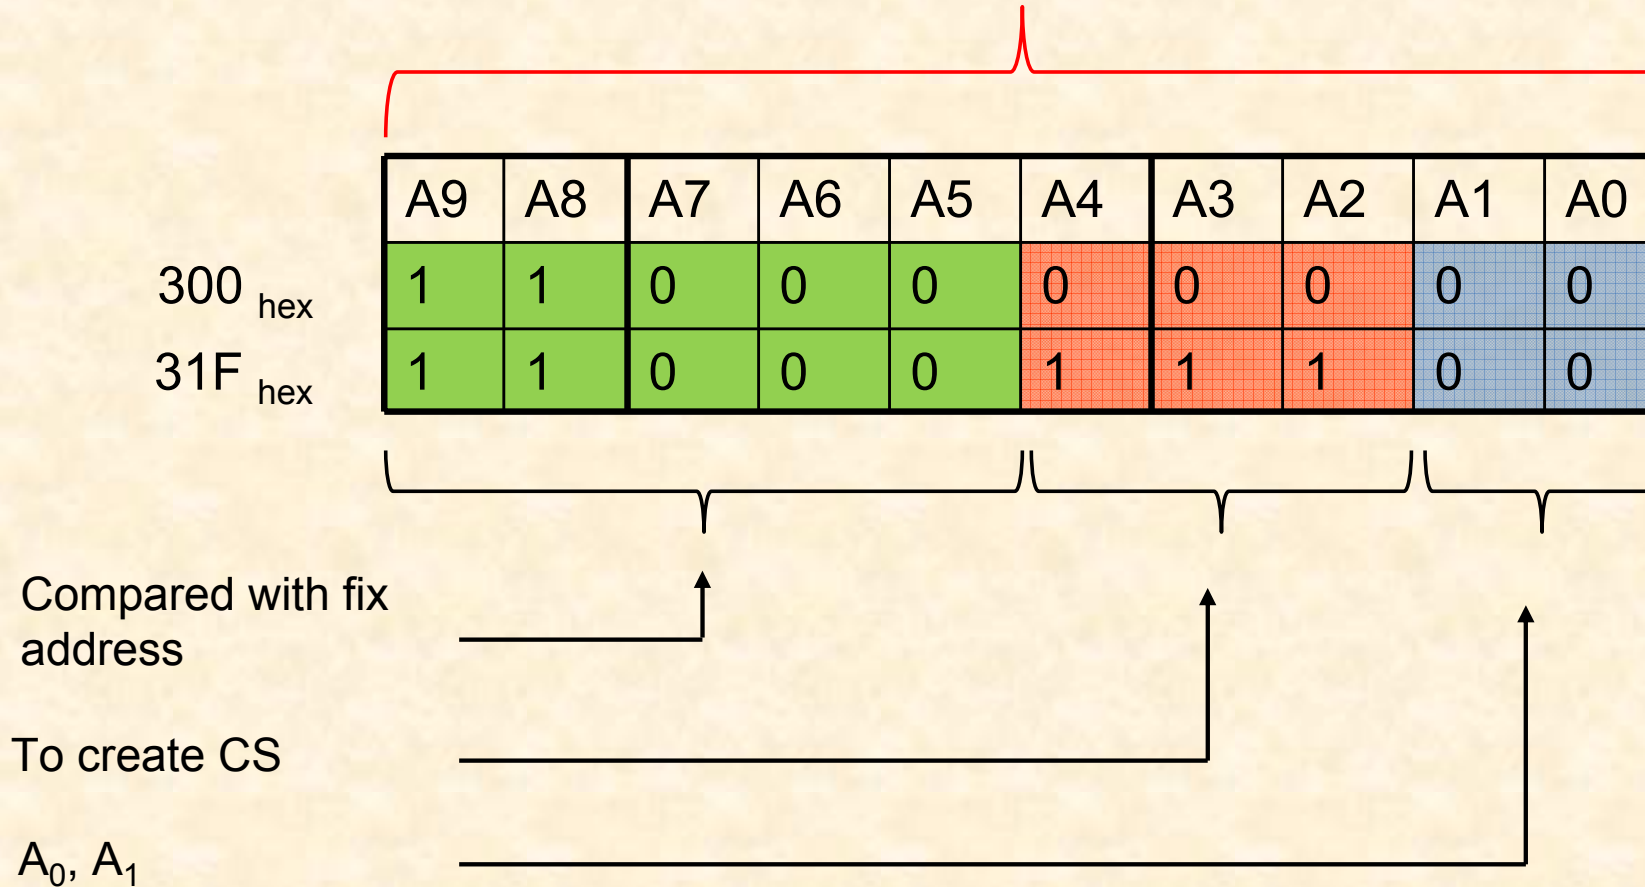 A9 A8 A7 A6 A5 A4 A3 A2 A1 A0
300 hex 1 1 0 0 0 0 0 0 0 0
31F hex 1 1 0 0 0 1 1 1 0 0
Compared with fix
address
To create CS
A0, A1